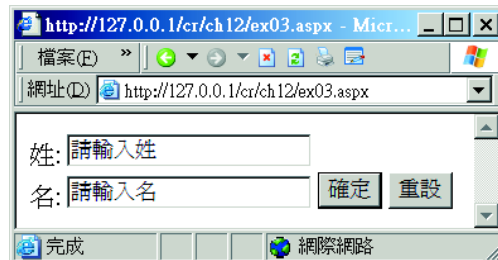 http://127.0.0.1/cr/ch12/ex03.aspx - Micr...
檔案(F) »
網址(D) http://127.0.0.1/cr/ch12/ex03.aspx
姓: 請輸入姓
名: 請輸入名 確定 重設
完成 網際網路